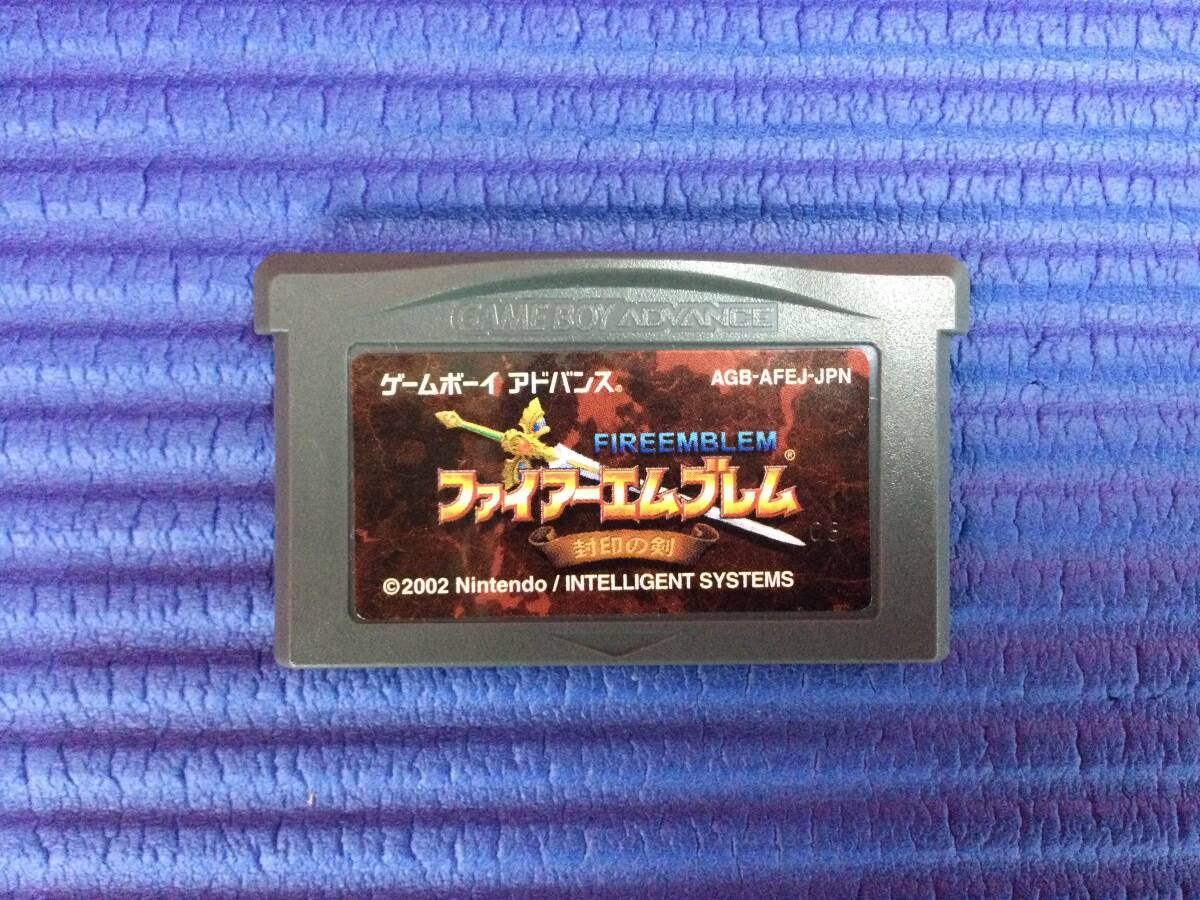 GAME BOY ADVANCE
ゲームボーイ アドバンス®
AGB-AFEJ-JPN
FIREEMBLEM
ファイアーエムブレム®
封印の剣
03
©2002 Nintendo / INTELLIGENT SYSTEMS